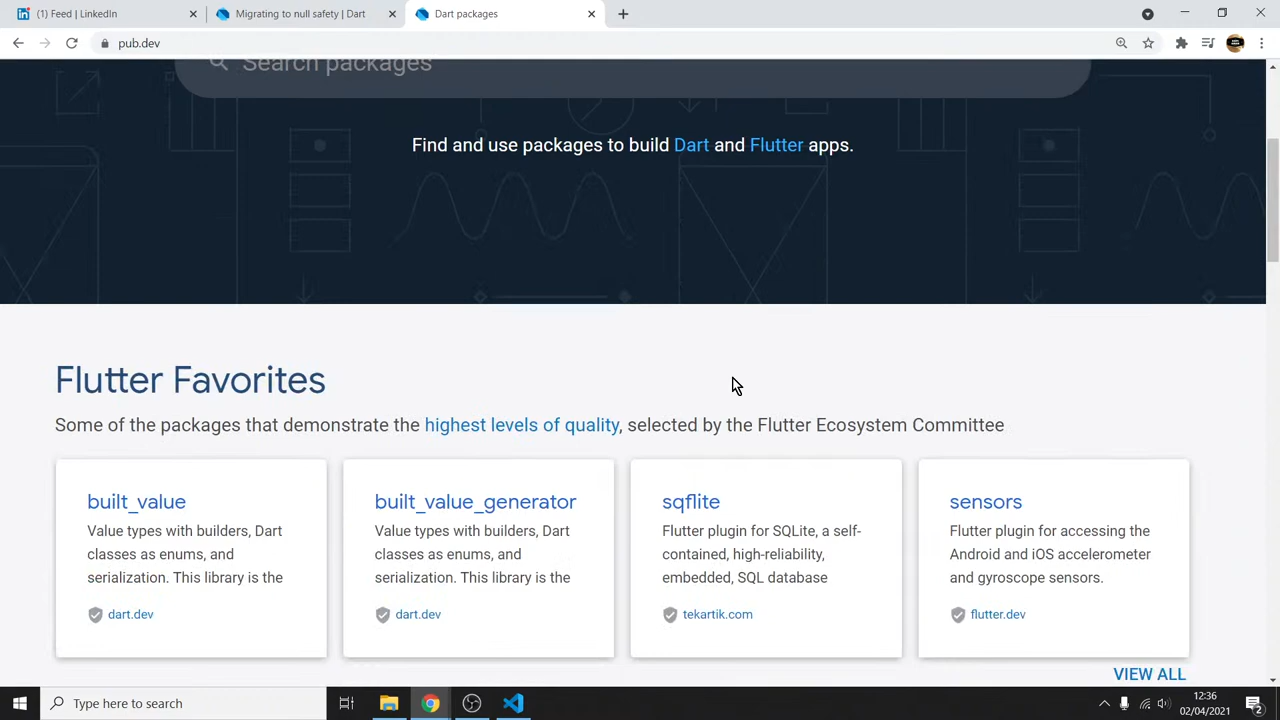 (1) Feed | LinkedIn
Migrating to null safety | Dart
Dart packages
pub.dev
Search packages
Find and use packages to build Dart and Flutter apps.
Flutter Favorites
Some of the packages that demonstrate the highest levels of quality, selected by the Flutter Ecosystem Committee
built_value
Value types with builders, Dart
classes as enums, and
serialization. This library is the
dart.dev
built_value_generator
Value types with builders, Dart
classes as enums, and
serialization. This library is the
dart.dev
sqflite
Flutter plugin for SQLite, a self-
contained, high-reliability,
embedded, SQL database
tekartik.com
sensors
Flutter plugin for accessing the
Android and iOS accelerometer
and gyroscope sensors.
flutter.dev
VIEW ALL
Type here to search
12:36
02/04/2021
2